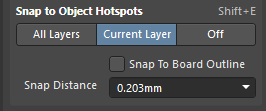 Snap to Object Hotspots Shift+E
All Layers Current Layer Off
Snap To Board Outline
Snap Distance 0.203mm